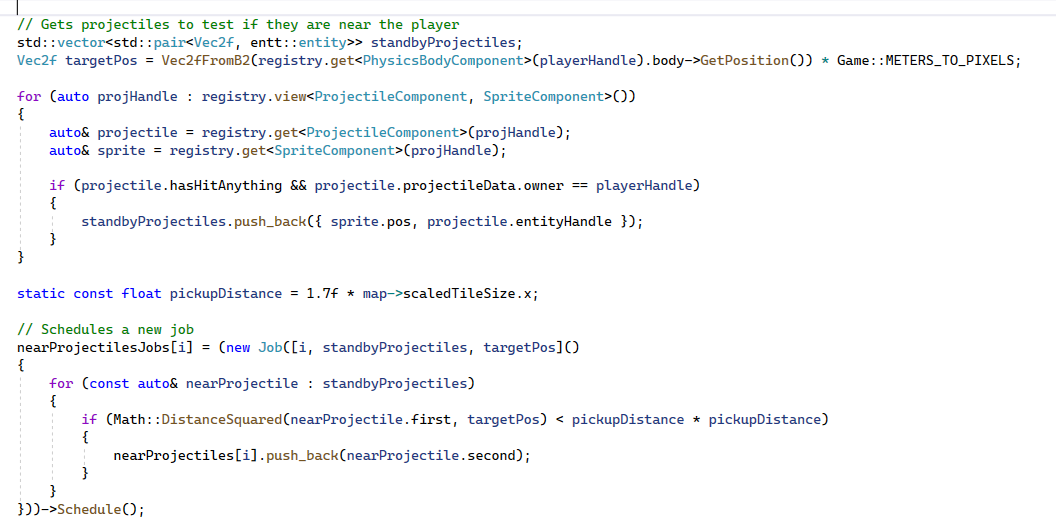 // Gets projectiles to test if they are near the player
std::vector<std::pair<Vec2f, entt::entity>> standbyProjectiles;
Vec2f targetPos = Vec2fFromB2(registry.get<PhysicsBodyComponent>(playerHandle).body->GetPosition()) * Game::METERS_TO_PIXELS;
for (auto projHandle : registry.view<ProjectileComponent, SpriteComponent>())
{
    auto& projectile = registry.get<ProjectileComponent>(projHandle);
    auto& sprite = registry.get<SpriteComponent>(projHandle);
    if (projectile.hasHitAnything && projectile.projectileData.owner == playerHandle)
    {
        standbyProjectiles.push_back({ sprite.pos, projectile.entityHandle });
    }
}
static const float pickupDistance = 1.7f * map->scaledTileSize.x;
// Schedules a new job
nearProjectilesJobs[i] = (new Job([i, standbyProjectiles, targetPos]()
{
    for (const auto& nearProjectile : standbyProjectiles)
    {
        if (Math::DistanceSquared(nearProjectile.first, targetPos) < pickupDistance * pickupDistance)
        {
            nearProjectiles[i].push_back(nearProjectile.second);
        }
    }
}))->Schedule();